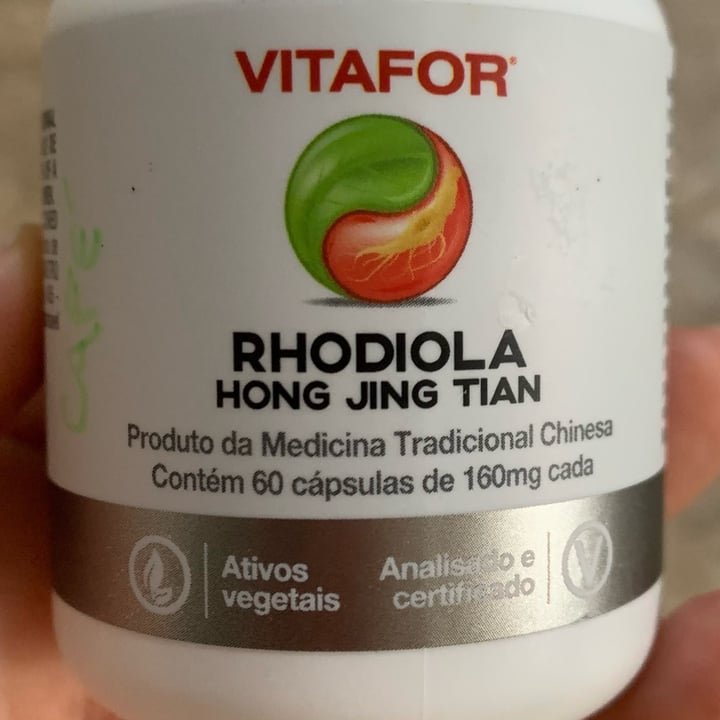 VITAFOR®
RHODIOLA
HONG JING TIAN
Produto da Medicina Tradicional Chinesa
Contém 60 cápsulas de 160mg cada
Ativos
vegetais
Analisado e
certificado
V
CAFÉ